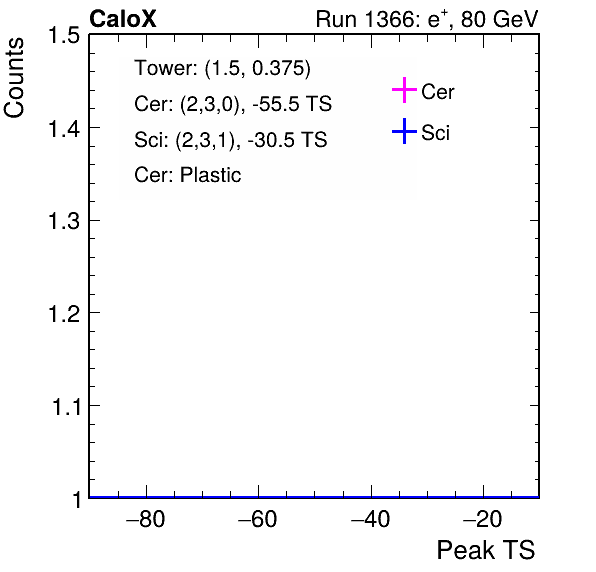 CaloX Run 1366: e+, 80 GeV
Counts
1.5
1.4
1.3
1.2
1.1
1
Tower: (1.5, 0.375)
Cer: (2,3,0), -55.5 TS
Sci: (2,3,1), -30.5 TS
Cer: Plastic
Cer
Sci
−80 −60 −40 −20
Peak TS